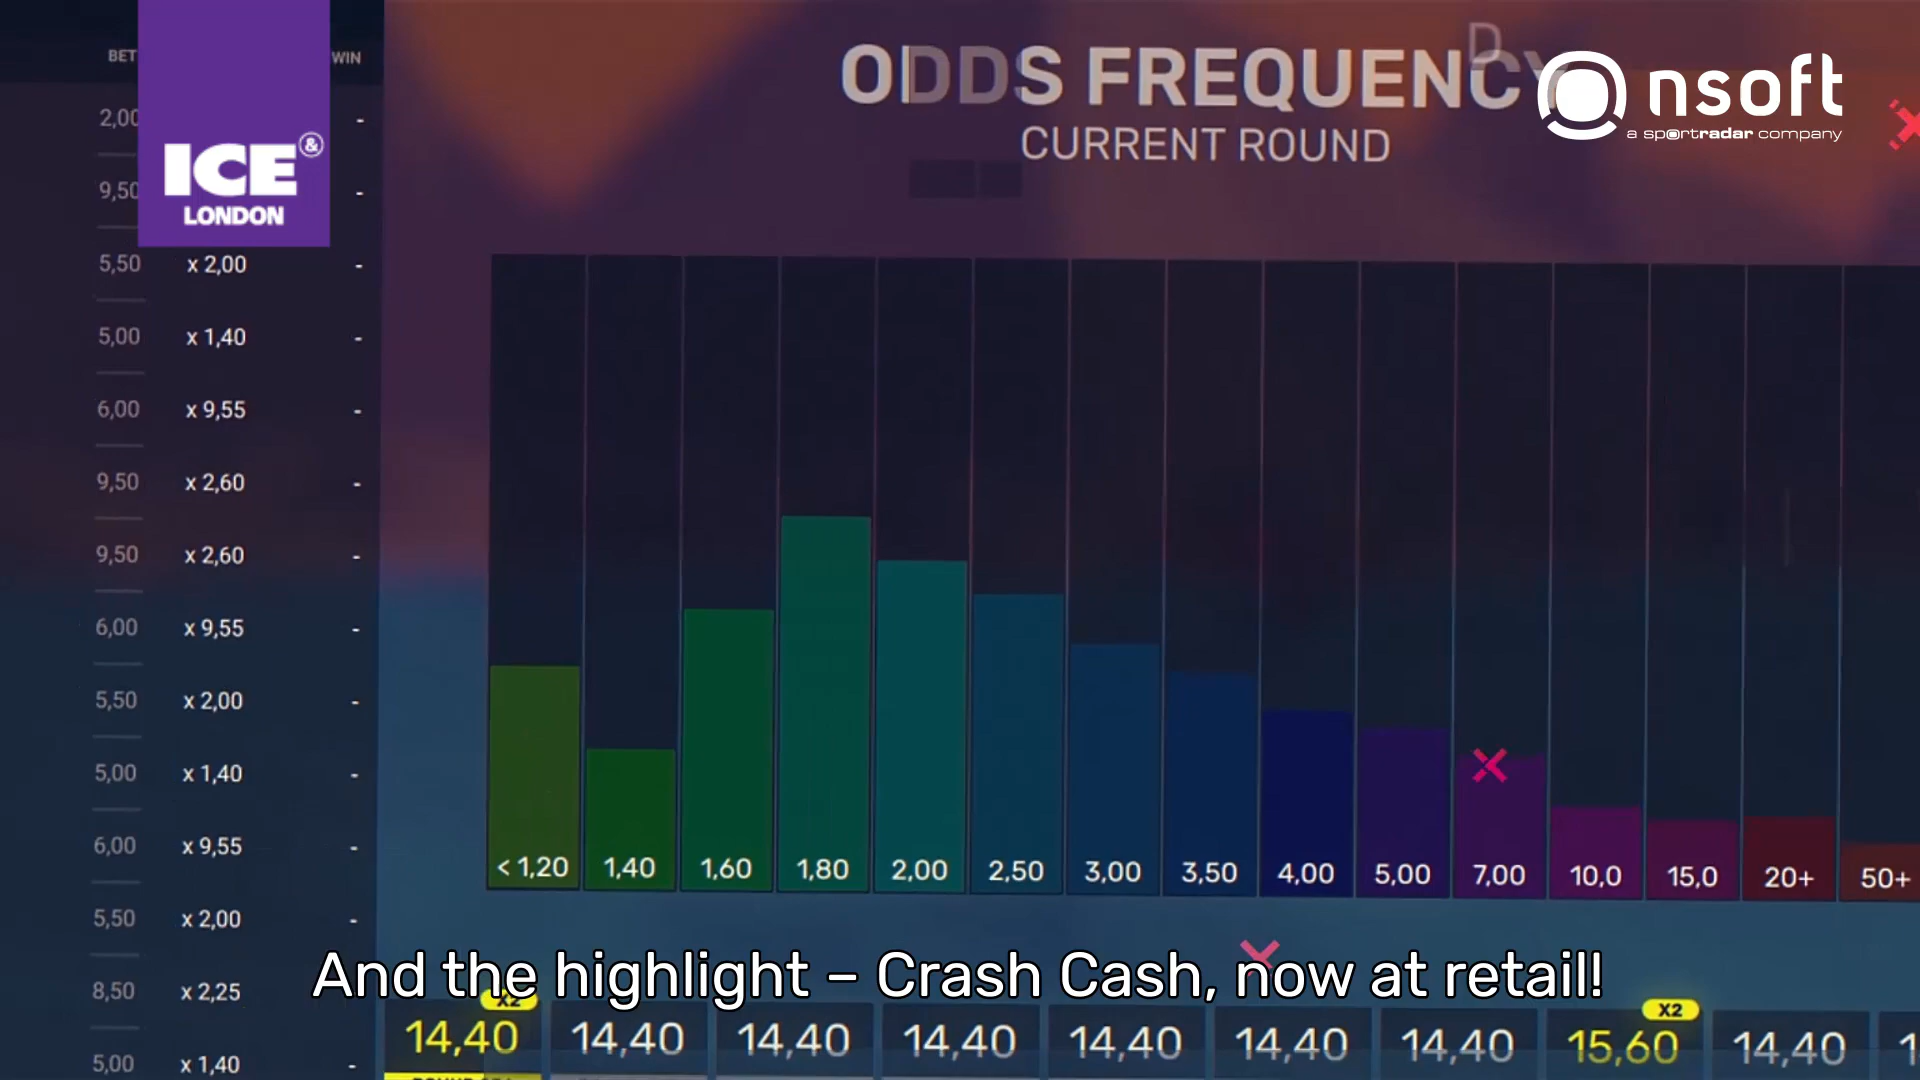 BET WIN
ODDS FREQUENCY
D
CURRENT ROUND
nsoft
a sportradar company
ICE &
LONDON
2,00 -
9,50 -
5,50 x 2,00 -
5,00 x 1,40 -
6,00 x 9,55 -
9,50 x 2,60 -
9,50 x 2,60 -
6,00 x 9,55 -
5,50 x 2,00 -
5,00 x 1,40 -
6,00 x 9,55 -
5,50 x 2,00 -
8,50 x 2,25
5,00 x 1,40 -
< 1,20 1,40 1,60 1,80 2,00 2,50 3,00 3,50 4,00 5,00 7,00 10,0 15,0 20+ 50+
And the highlight – Crash Cash, now at retail!
X2 X2
14,40 14,40 14,40 14,40 14,40 14,40 14,40 15,60 14,40 1